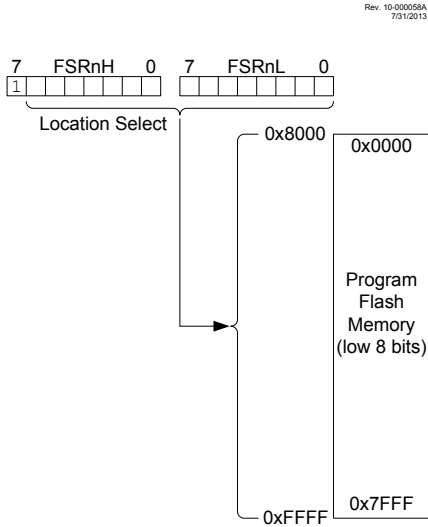 Rev. 10-000058A
7/31/2013
7 FSRnH 0 7 FSRnL 0
1
Location Select
0x8000
0x0000
Program
Flash
Memory
(low 8 bits)
0x7FFF
0xFFFF